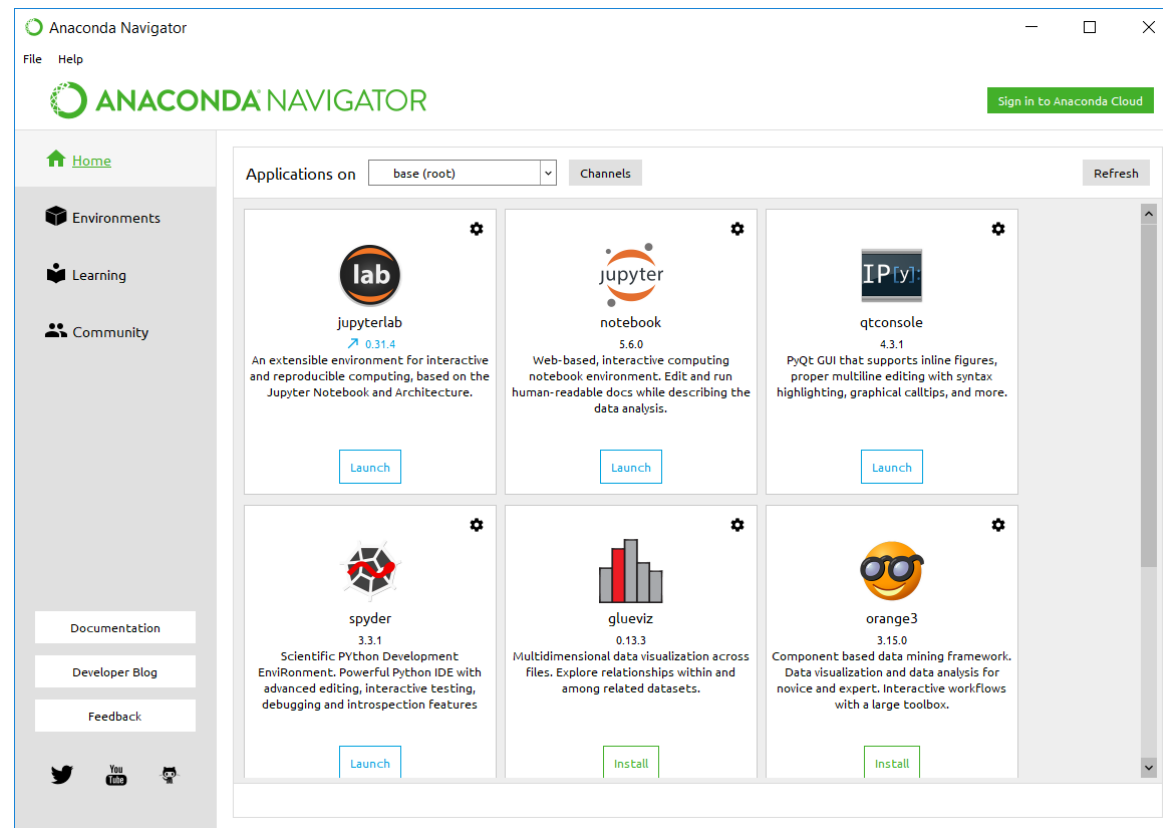 Anaconda Navigator
File Help
ANACONDA NAVIGATOR
Sign in to Anaconda Cloud
Home
Environments
Learning
Community
Documentation
Developer Blog
Feedback
You
Tube
Applications on base (root) Channels Refresh
lab
jupyterlab
0.31.4
An extensible environment for interactive
and reproducible computing, based on the
Jupyter Notebook and Architecture.
Launch
jupyter
notebook
5.6.0
Web-based, interactive computing
notebook environment. Edit and run
human-readable docs while describing the
data analysis.
Launch
IP[y]:
qtconsole
4.3.1
PyQt GUI that supports inline figures,
proper multiline editing with syntax
highlighting, graphical calltips, and more.
Launch
spyder
3.3.1
Scientific PYthon Development
EnviRonment. Powerful Python IDE with
advanced editing, interactive testing,
debugging and introspection features
Launch
glueviz
0.13.3
Multidimensional data visualization across
files. Explore relationships within and
among related datasets.
Install
orange3
3.15.0
Component based data mining framework.
Data visualization and data analysis for
novice and expert. Interactive workflows
with a large toolbox.
Install